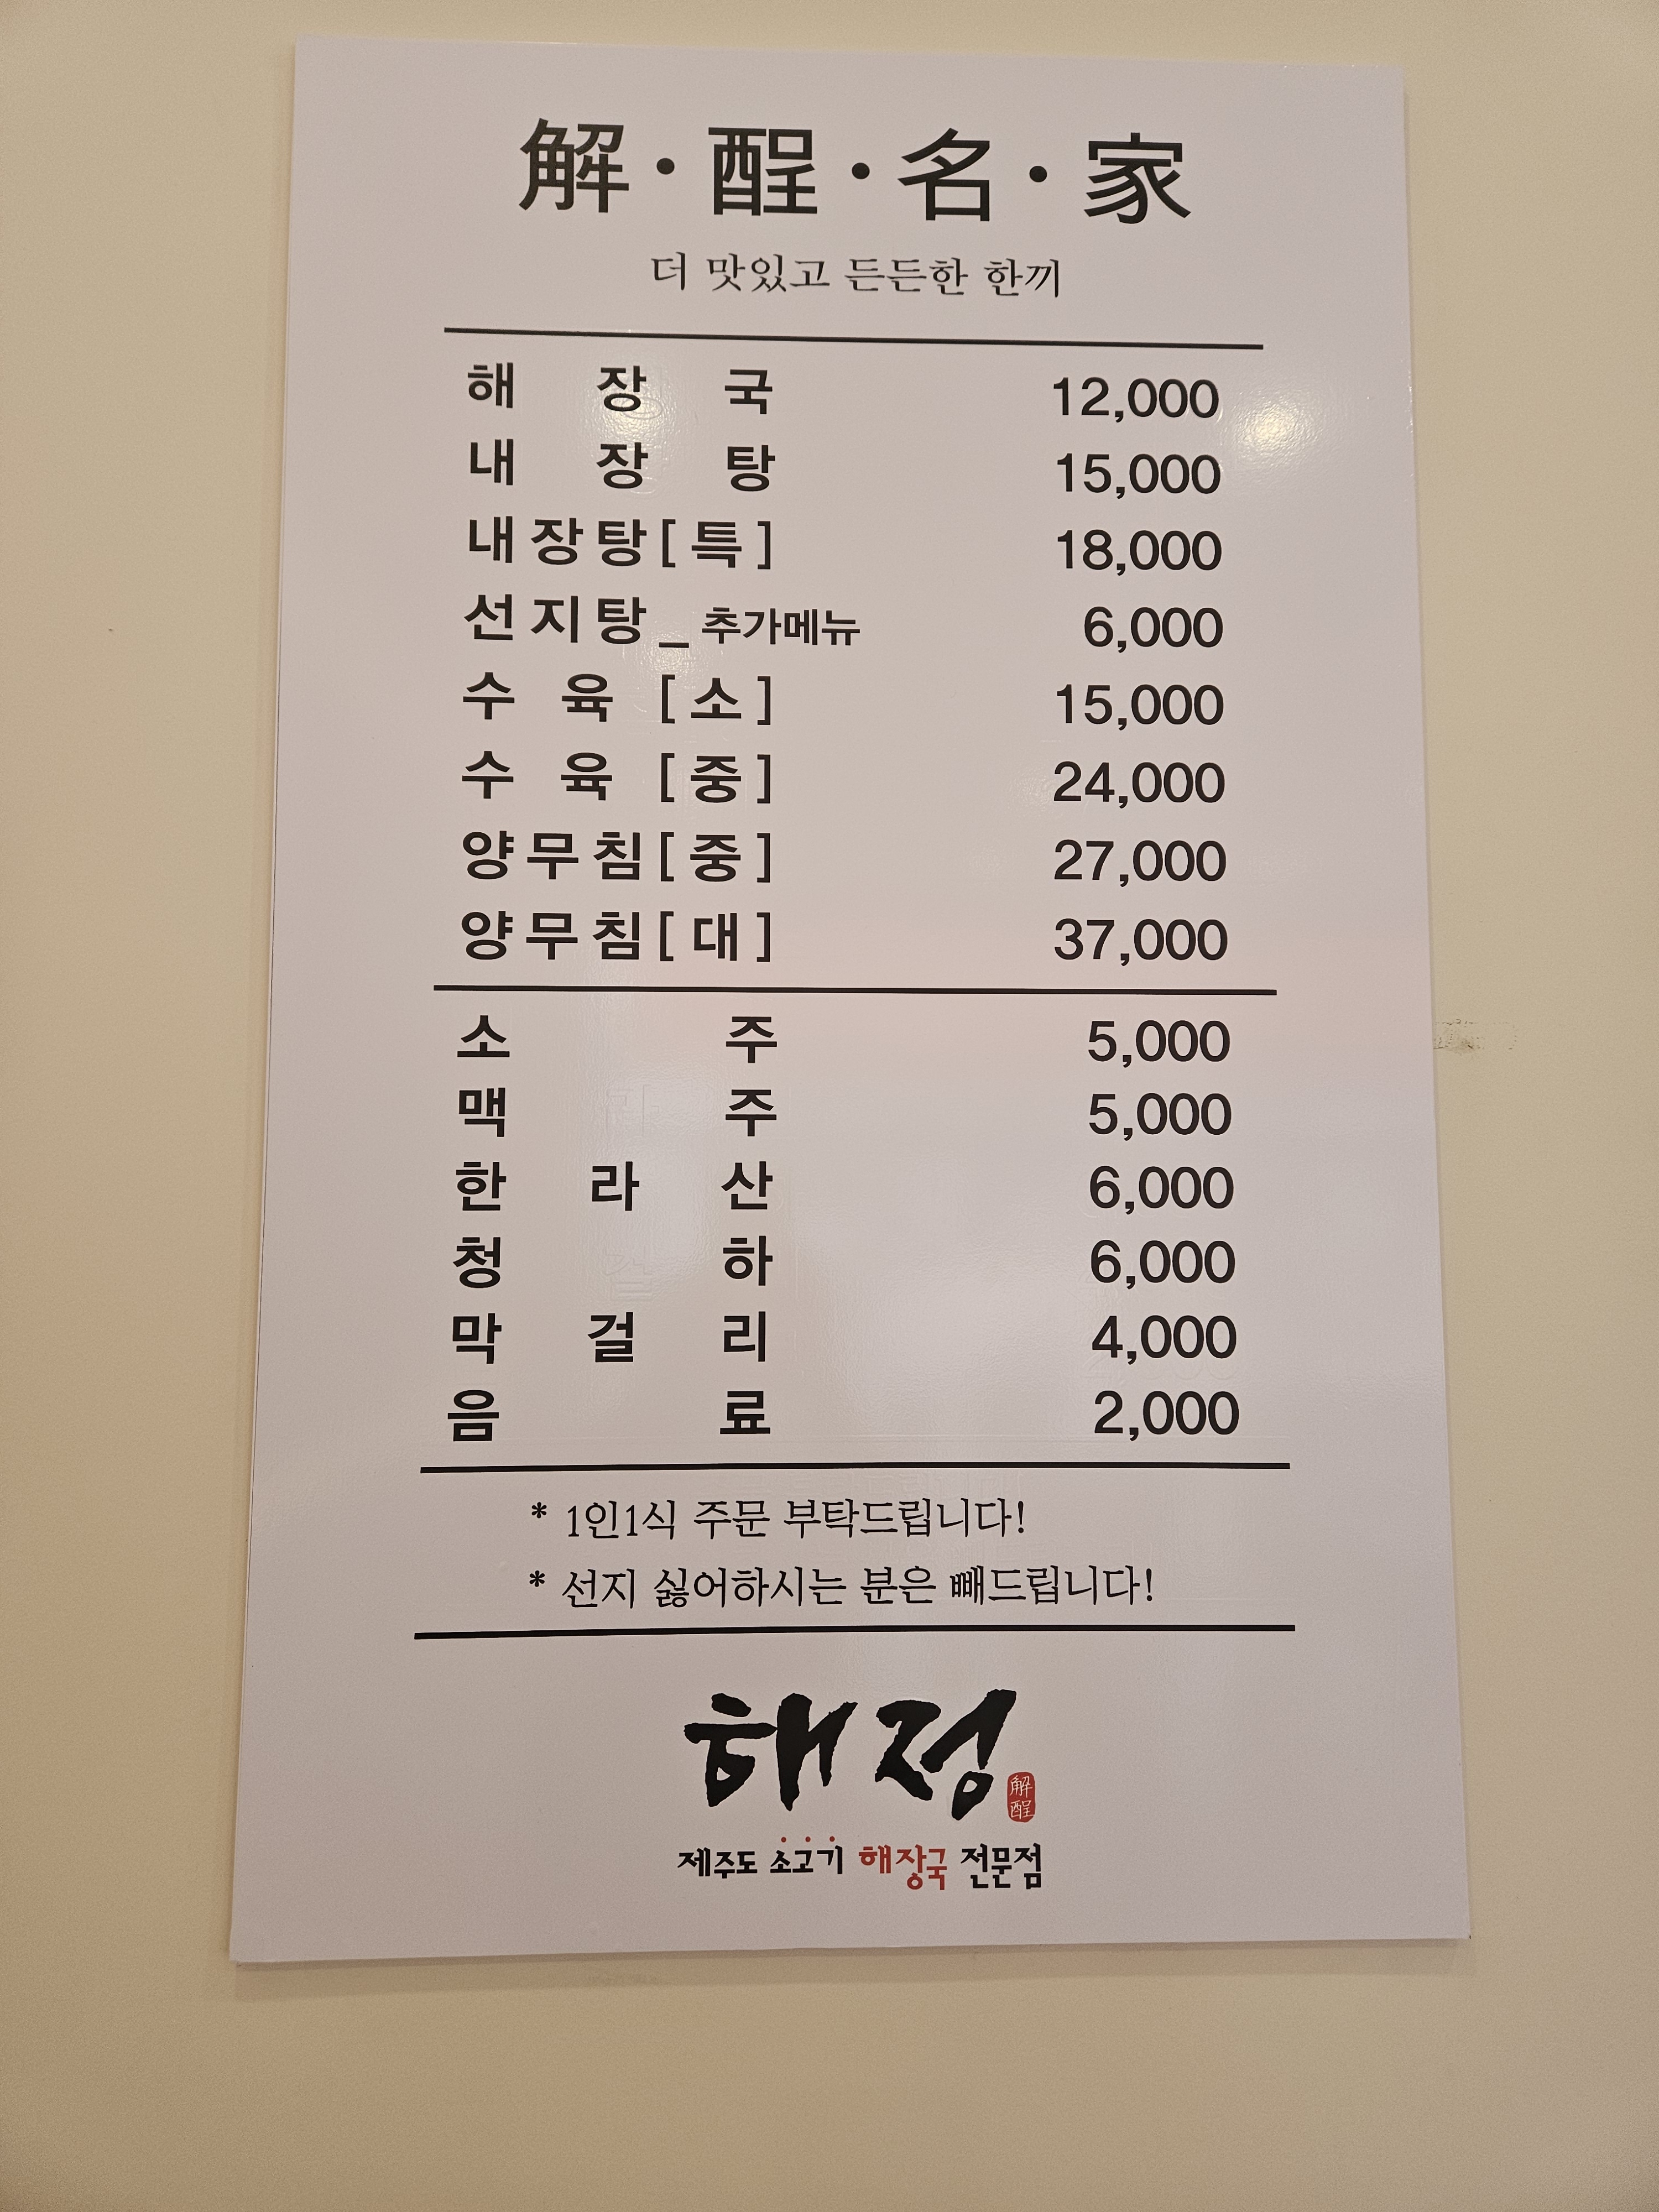 解·酲·名·家
더 맛있고 든든한 한끼
해장국 12,000
내장탕 15,000
내장탕[특] 18,000
선지탕_추가메뉴 6,000
수육[소] 15,000
수육[중] 24,000
양무침[중] 27,000
양무침[대] 37,000
소주 5,000
맥주 5,000
한라산 6,000
청하 6,000
막걸리 4,000
음료 2,000
* 1인1식 주문 부탁드립니다!
* 선지 싫어하시는 분은 빼드립니다!
해정
解酲
제주도 소고기 해장국 전문점